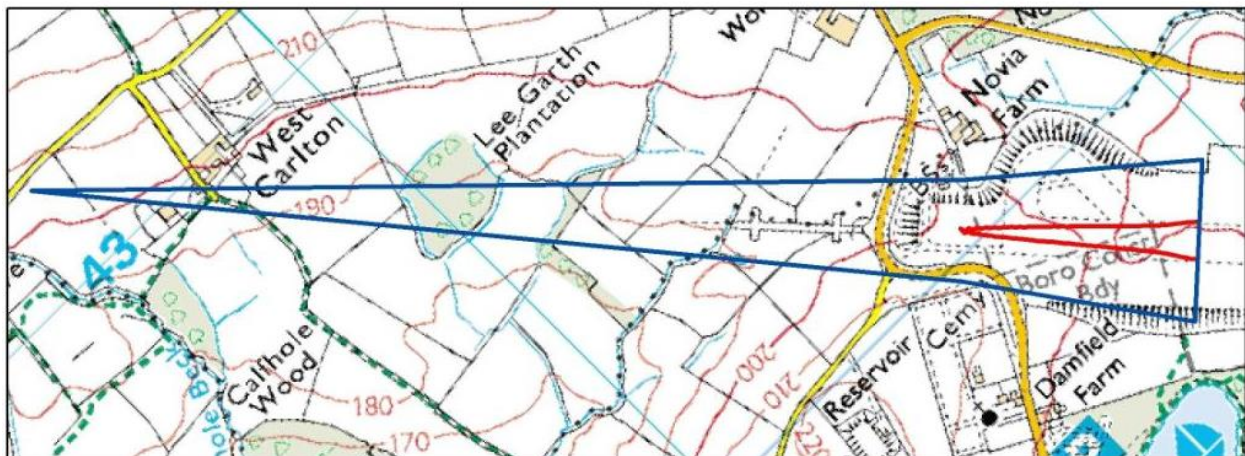 210
West
Carlton
190
43
Lee Garth
Plantation
Novia
Farm
Boro Const
Bdy
Cemy
Damfield
Farm
Reservoir
200
210
Calfhole
Wood
180
170